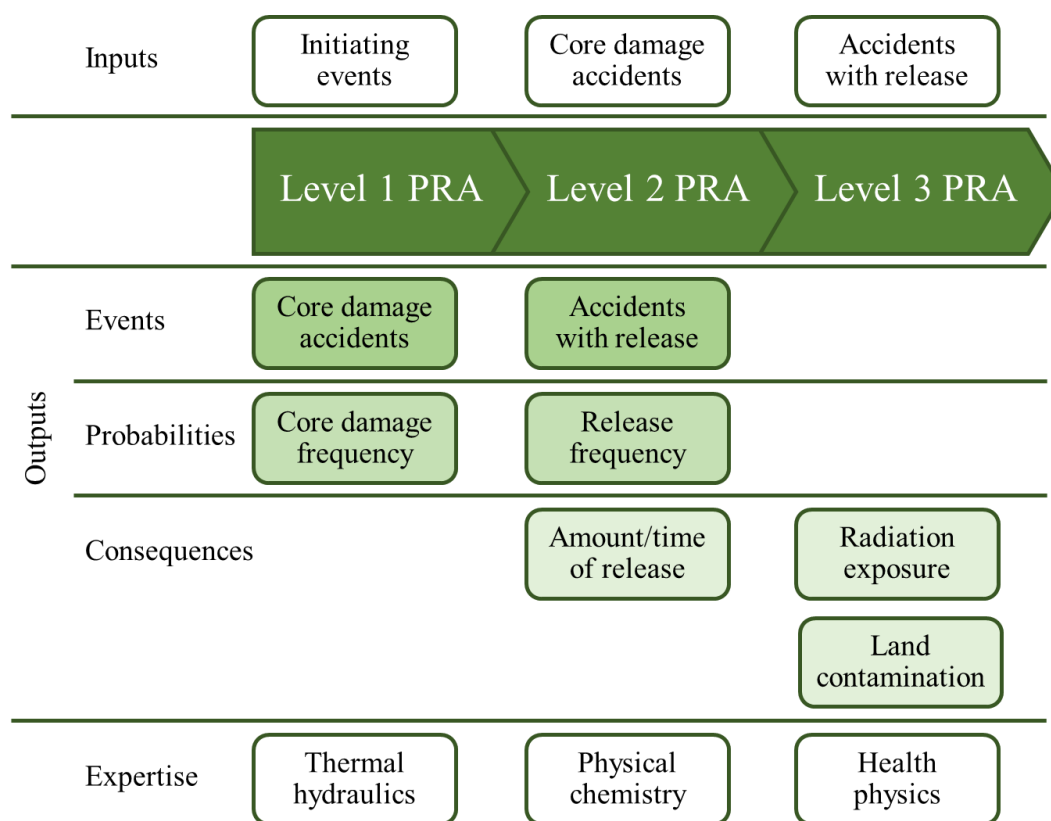 Inputs
Initiating
events
Core damage
accidents
Accidents
with release
Level 1 PRA
Level 2 PRA
Level 3 PRA
Outputs
Events
Core damage
accidents
Accidents
with release
Probabilities
Core damage
frequency
Release
frequency
Consequences
Amount/time
of release
Radiation
exposure
Land
contamination
Expertise
Thermal
hydraulics
Physical
chemistry
Health
physics